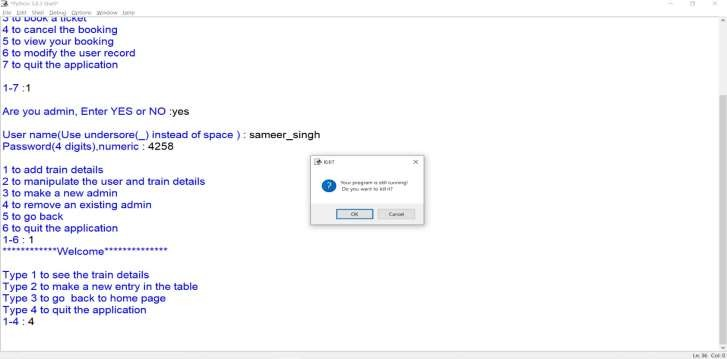 *Python 3.8.3 Shell*
File Edit Shell Debug Options Window Help
3 to book a ticket
4 to cancel the booking
5 to view your booking
6 to modify the user record
7 to quit the application
1-7 :1
Are you admin, Enter YES or NO :yes
User name(Use undersore(_) instead of space ) : sameer_singh
Password(4 digits),numeric : 4258
1 to add train details
2 to manipulate the user and train details
3 to make a new admin
4 to remove an existing admin
5 to go back
6 to quit the application
1-6 : 1
************Welcome**************
Type 1 to see the train details
Type 2 to make a new entry in the table
Type 3 to go  back to home page
Type 4 to quit the application
1-4 : 4
Kill?
Your program is still running!
Do you want to kill it?
OK Cancel
Ln: 36 Col: 0